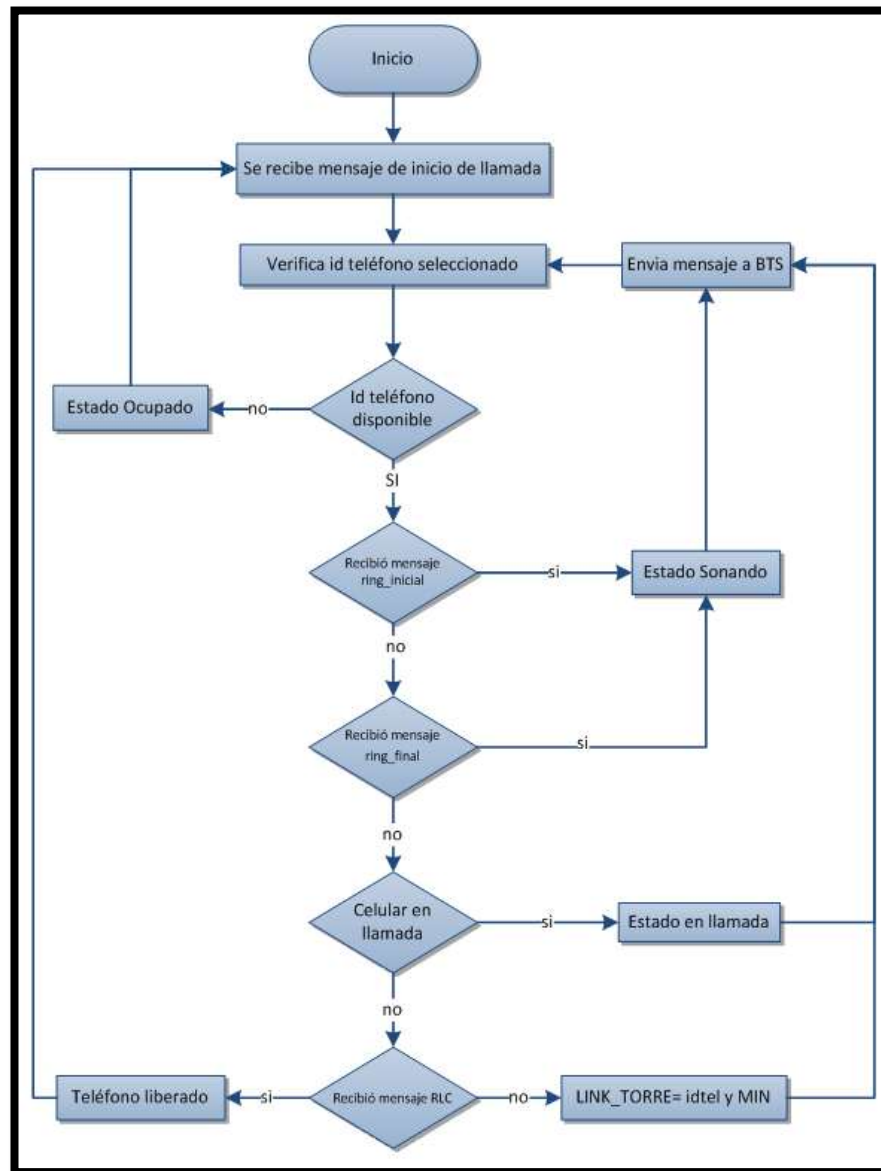 Inicio
Se recibe mensaje de inicio de llamada
Verifica id teléfono seleccionado
Envia mensaje a BTS
Id teléfono
disponible
no
Estado Ocupado
SI
Recibió mensaje
ring_inicial
si
Estado Sonando
no
Recibió mensaje
ring_final
si
no
Celular en
llamada
si
Estado en llamada
no
Teléfono liberado
si
Recibió mensaje RLC
no
LINK_TORRE= idtel y MIN